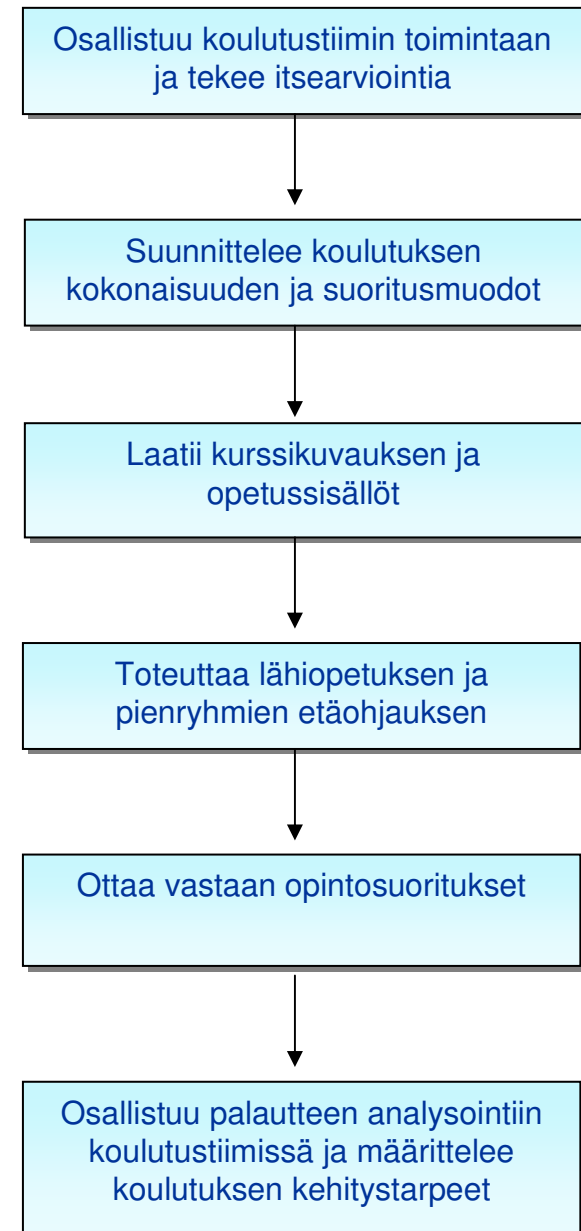 Osallistuu koulutustiimin toimintaan
ja tekee itsearviointia
Suunnittelee koulutuksen
kokonaisuuden ja suoritusmuodot
Laatii kurssikuvauksen ja
opetussisällöt
Toteuttaa lähiopetuksen ja
pienryhmien etäohjauksen
Ottaa vastaan opintosuoritukset
Osallistuu palautteen analysointiin
koulutustiimissä ja määrittelee
koulutuksen kehitystarpeet